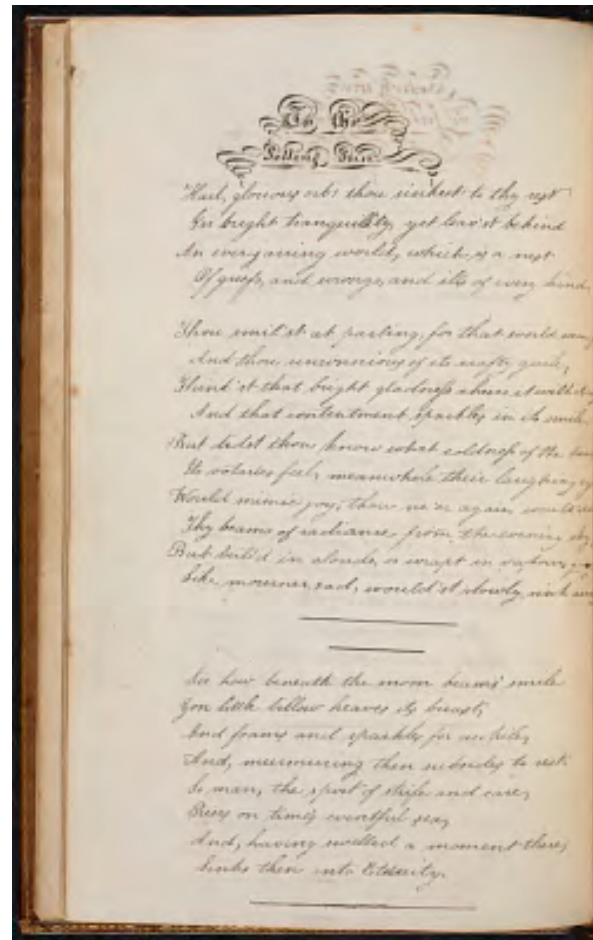 To the
Setting Sun
Hail, glorious orb! thou sinkest to thy rest
In bright tranquillity, yet leav'st behind
An everjarring world, which is a nest
Of griefs, and wrongs, and ills of every kind.
Thou smil'st at parting, for that world
And thou unconscious of its crafty guile,
Think'st that bright gladness
And that contentment sparkles in its smile.
But didst thou know what coldness of the
Its votaries feel, meanwhile their laughing
Would mimic joy, thou ne'er again would'st
Thy beams of radiance from the evening sky,
But veil'd in clouds, or wrapt in vapours
Like mourner sad, would'st slowly sink
See how beneath the moon beams' smile
Yon little billow heaves its breast,
And foams and sparkles for awhile,
And, murmuring then subsides to rest.
So man, the sport of strife and care,
Rises on time's eventful sea,
And, having swelled a moment there,
Sinks then into Eternity.